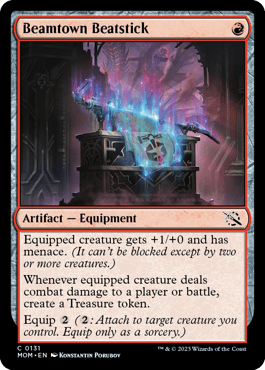 Beamtown Beatstick
Artifact — Equipment
Equipped creature gets +1/+0 and has
menace. (It can't be blocked except by two
or more creatures.)
Whenever equipped creature deals
combat damage to a player or battle,
create a Treasure token.
Equip 2 (2: Attach to target creature you
control. Equip only as a sorcery.)
C 0131
MOM • EN KONSTANTIN PORUBOV
™ & © 2023 Wizards of the Coast